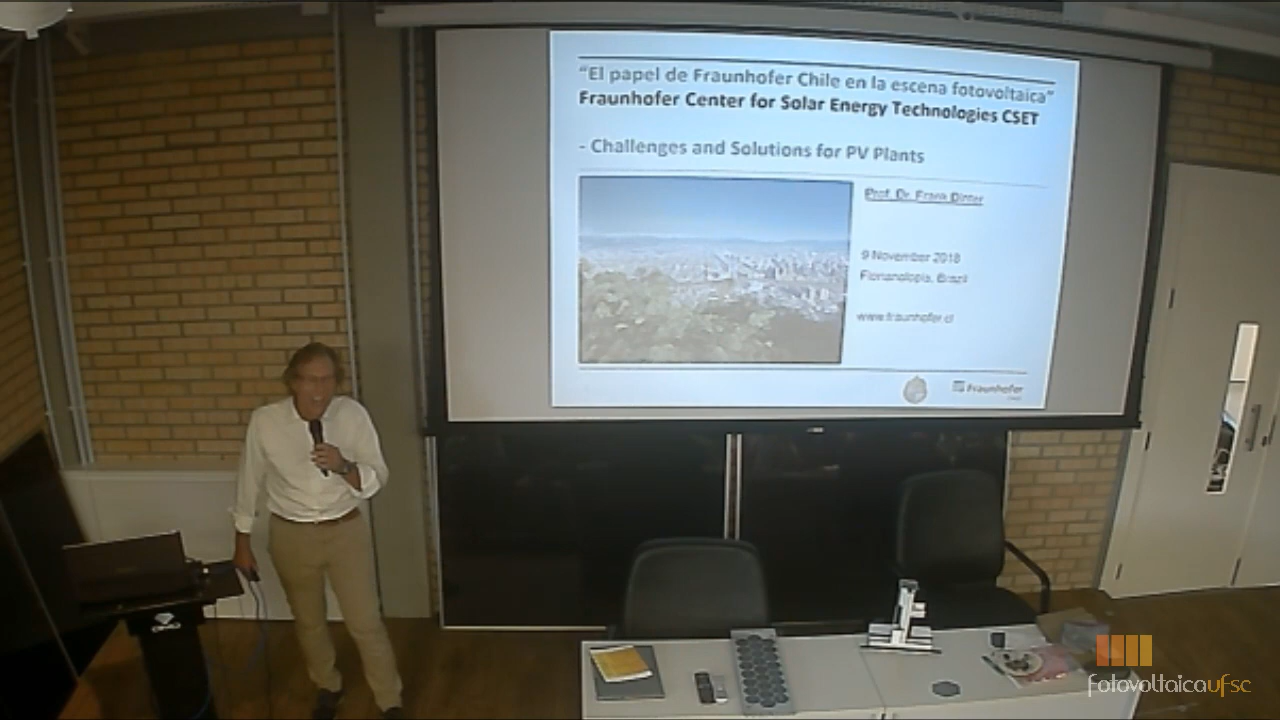 "El papel de Fraunhofer Chile en la escena fotovoltaica"
Fraunhofer Center for Solar Energy Technologies CSET
- Challenges and Solutions for PV Plants
Prof. Dr. Frank Dinter
9 November 2018
Florianolopis, Brazil
www.fraunhofer.cl
Fraunhofer
fotovoltaicaufsc